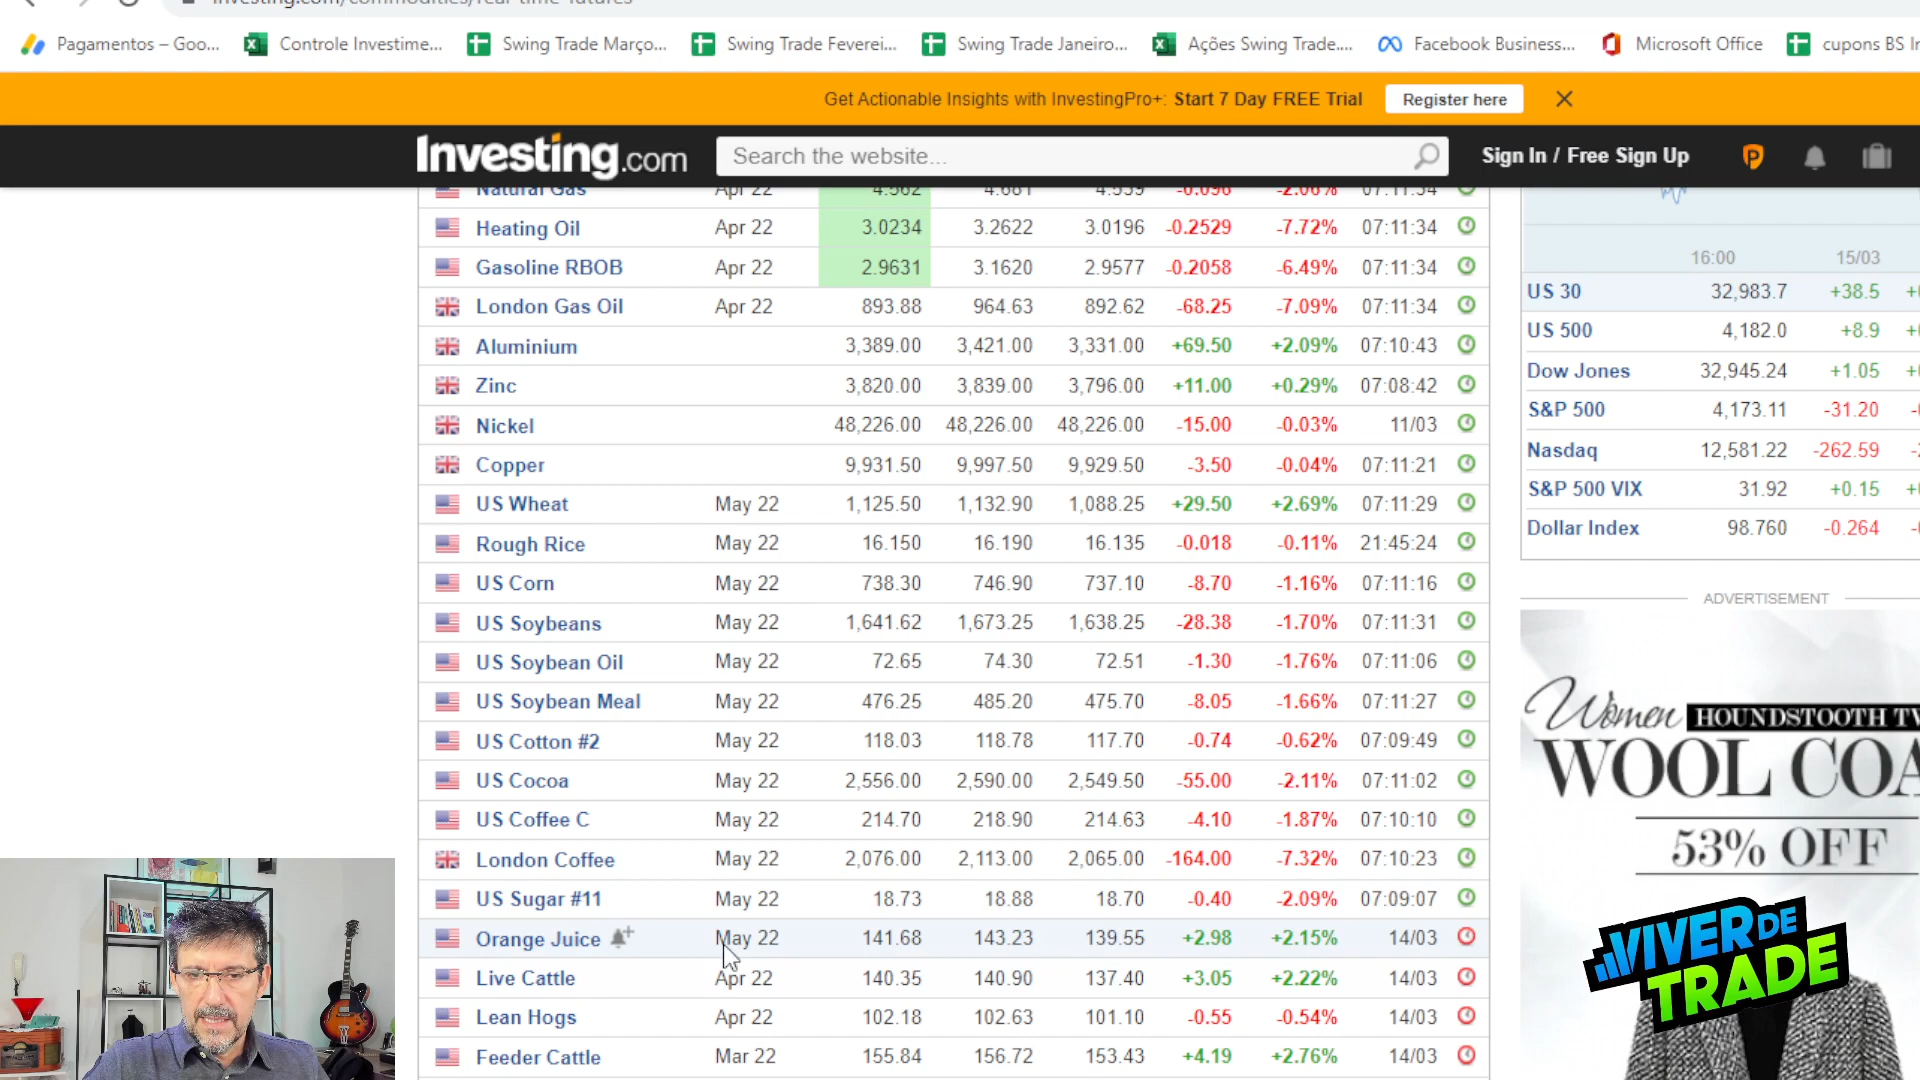 investing.com/commodities/real-time-futures
Pagamentos – Goo... Controle Investime... Swing Trade Março... Swing Trade Feverei... Swing Trade Janeiro... Ações Swing Trade.... Facebook Business... Microsoft Office cupons BS
Get Actionable Insights with InvestingPro+: Start 7 Day FREE Trial Register here
Investing.com Search the website... Sign In / Free Sign Up
Natural Gas Apr 22 4.562 4.681 4.539 -0.096 -2.06% 07:11:34
Heating Oil Apr 22 3.0234 3.2622 3.0196 -0.2529 -7.72% 07:11:34
Gasoline RBOB Apr 22 2.9631 3.1620 2.9577 -0.2058 -6.49% 07:11:34
London Gas Oil Apr 22 893.88 964.63 892.62 -68.25 -7.09% 07:11:34
Aluminium 3,389.00 3,421.00 3,331.00 +69.50 +2.09% 07:10:43
Zinc 3,820.00 3,839.00 3,796.00 +11.00 +0.29% 07:08:42
Nickel 48,226.00 48,226.00 48,226.00 -15.00 -0.03% 11/03
Copper 9,931.50 9,997.50 9,929.50 -3.50 -0.04% 07:11:21
US Wheat May 22 1,125.50 1,132.90 1,088.25 +29.50 +2.69% 07:11:29
Rough Rice May 22 16.150 16.190 16.135 -0.018 -0.11% 21:45:24
US Corn May 22 738.30 746.90 737.10 -8.70 -1.16% 07:11:16
US Soybeans May 22 1,641.62 1,673.25 1,638.25 -28.38 -1.70% 07:11:31
US Soybean Oil May 22 72.65 74.30 72.51 -1.30 -1.76% 07:11:06
US Soybean Meal May 22 476.25 485.20 475.70 -8.05 -1.66% 07:11:27
US Cotton #2 May 22 118.03 118.78 117.70 -0.74 -0.62% 07:09:49
US Cocoa May 22 2,556.00 2,590.00 2,549.50 -55.00 -2.11% 07:11:02
US Coffee C May 22 214.70 218.90 214.63 -4.10 -1.87% 07:10:10
London Coffee May 22 2,076.00 2,113.00 2,065.00 -164.00 -7.32% 07:10:23
US Sugar #11 May 22 18.73 18.88 18.70 -0.40 -2.09% 07:09:07
Orange Juice May 22 141.68 143.23 139.55 +2.98 +2.15% 14/03
Live Cattle Apr 22 140.35 140.90 137.40 +3.05 +2.22% 14/03
Lean Hogs Apr 22 102.18 102.63 101.10 -0.55 -0.54% 14/03
Feeder Cattle Mar 22 155.84 156.72 153.43 +4.19 +2.76% 14/03
16:00 15/03
US 30 32,983.7 +38.5
US 500 4,182.0 +8.9
Dow Jones 32,945.24 +1.05
S&P 500 4,173.11 -31.20
Nasdaq 12,581.22 -262.59
S&P 500 VIX 31.92 +0.15
Dollar Index 98.760 -0.264
ADVERTISEMENT
Women HOUNDSTOOTH
WOOL
53% OFF
VIVER DE
TRADE